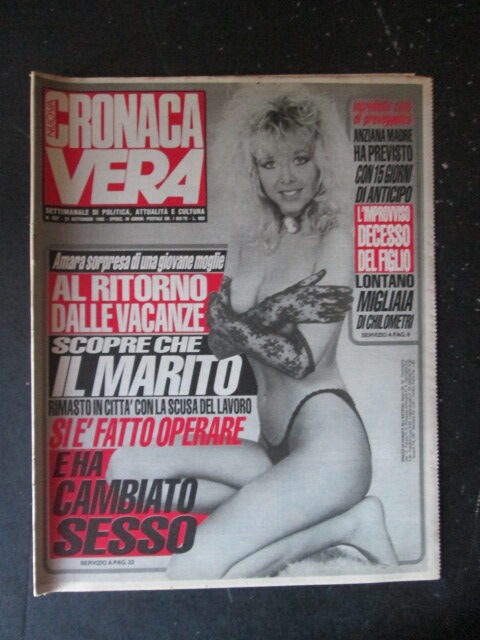 NUOVA
CRONACA
VERA
SETTIMANALE DI POLITICA, ATTUALITÀ E CULTURA
Incredibile caso
di preveggenza
ANZIANA MADRE
HA PREVISTO
CON 15 GIORNI
DI ANTICIPO
L'IMPROVVISO
DECESSO
DEL FIGLIO
LONTANO
MIGLIAIA
DI CHILOMETRI
SERVIZIO A PAG. 6
Amara sorpresa di una giovane moglie
AL RITORNO
DALLE VACANZE
SCOPRE CHE
IL MARITO
RIMASTO IN CITTA' CON LA SCUSA DEL LAVORO
SI E' FATTO OPERARE
E HA
CAMBIATO
SESSO
SERVIZIO A PAG. 22